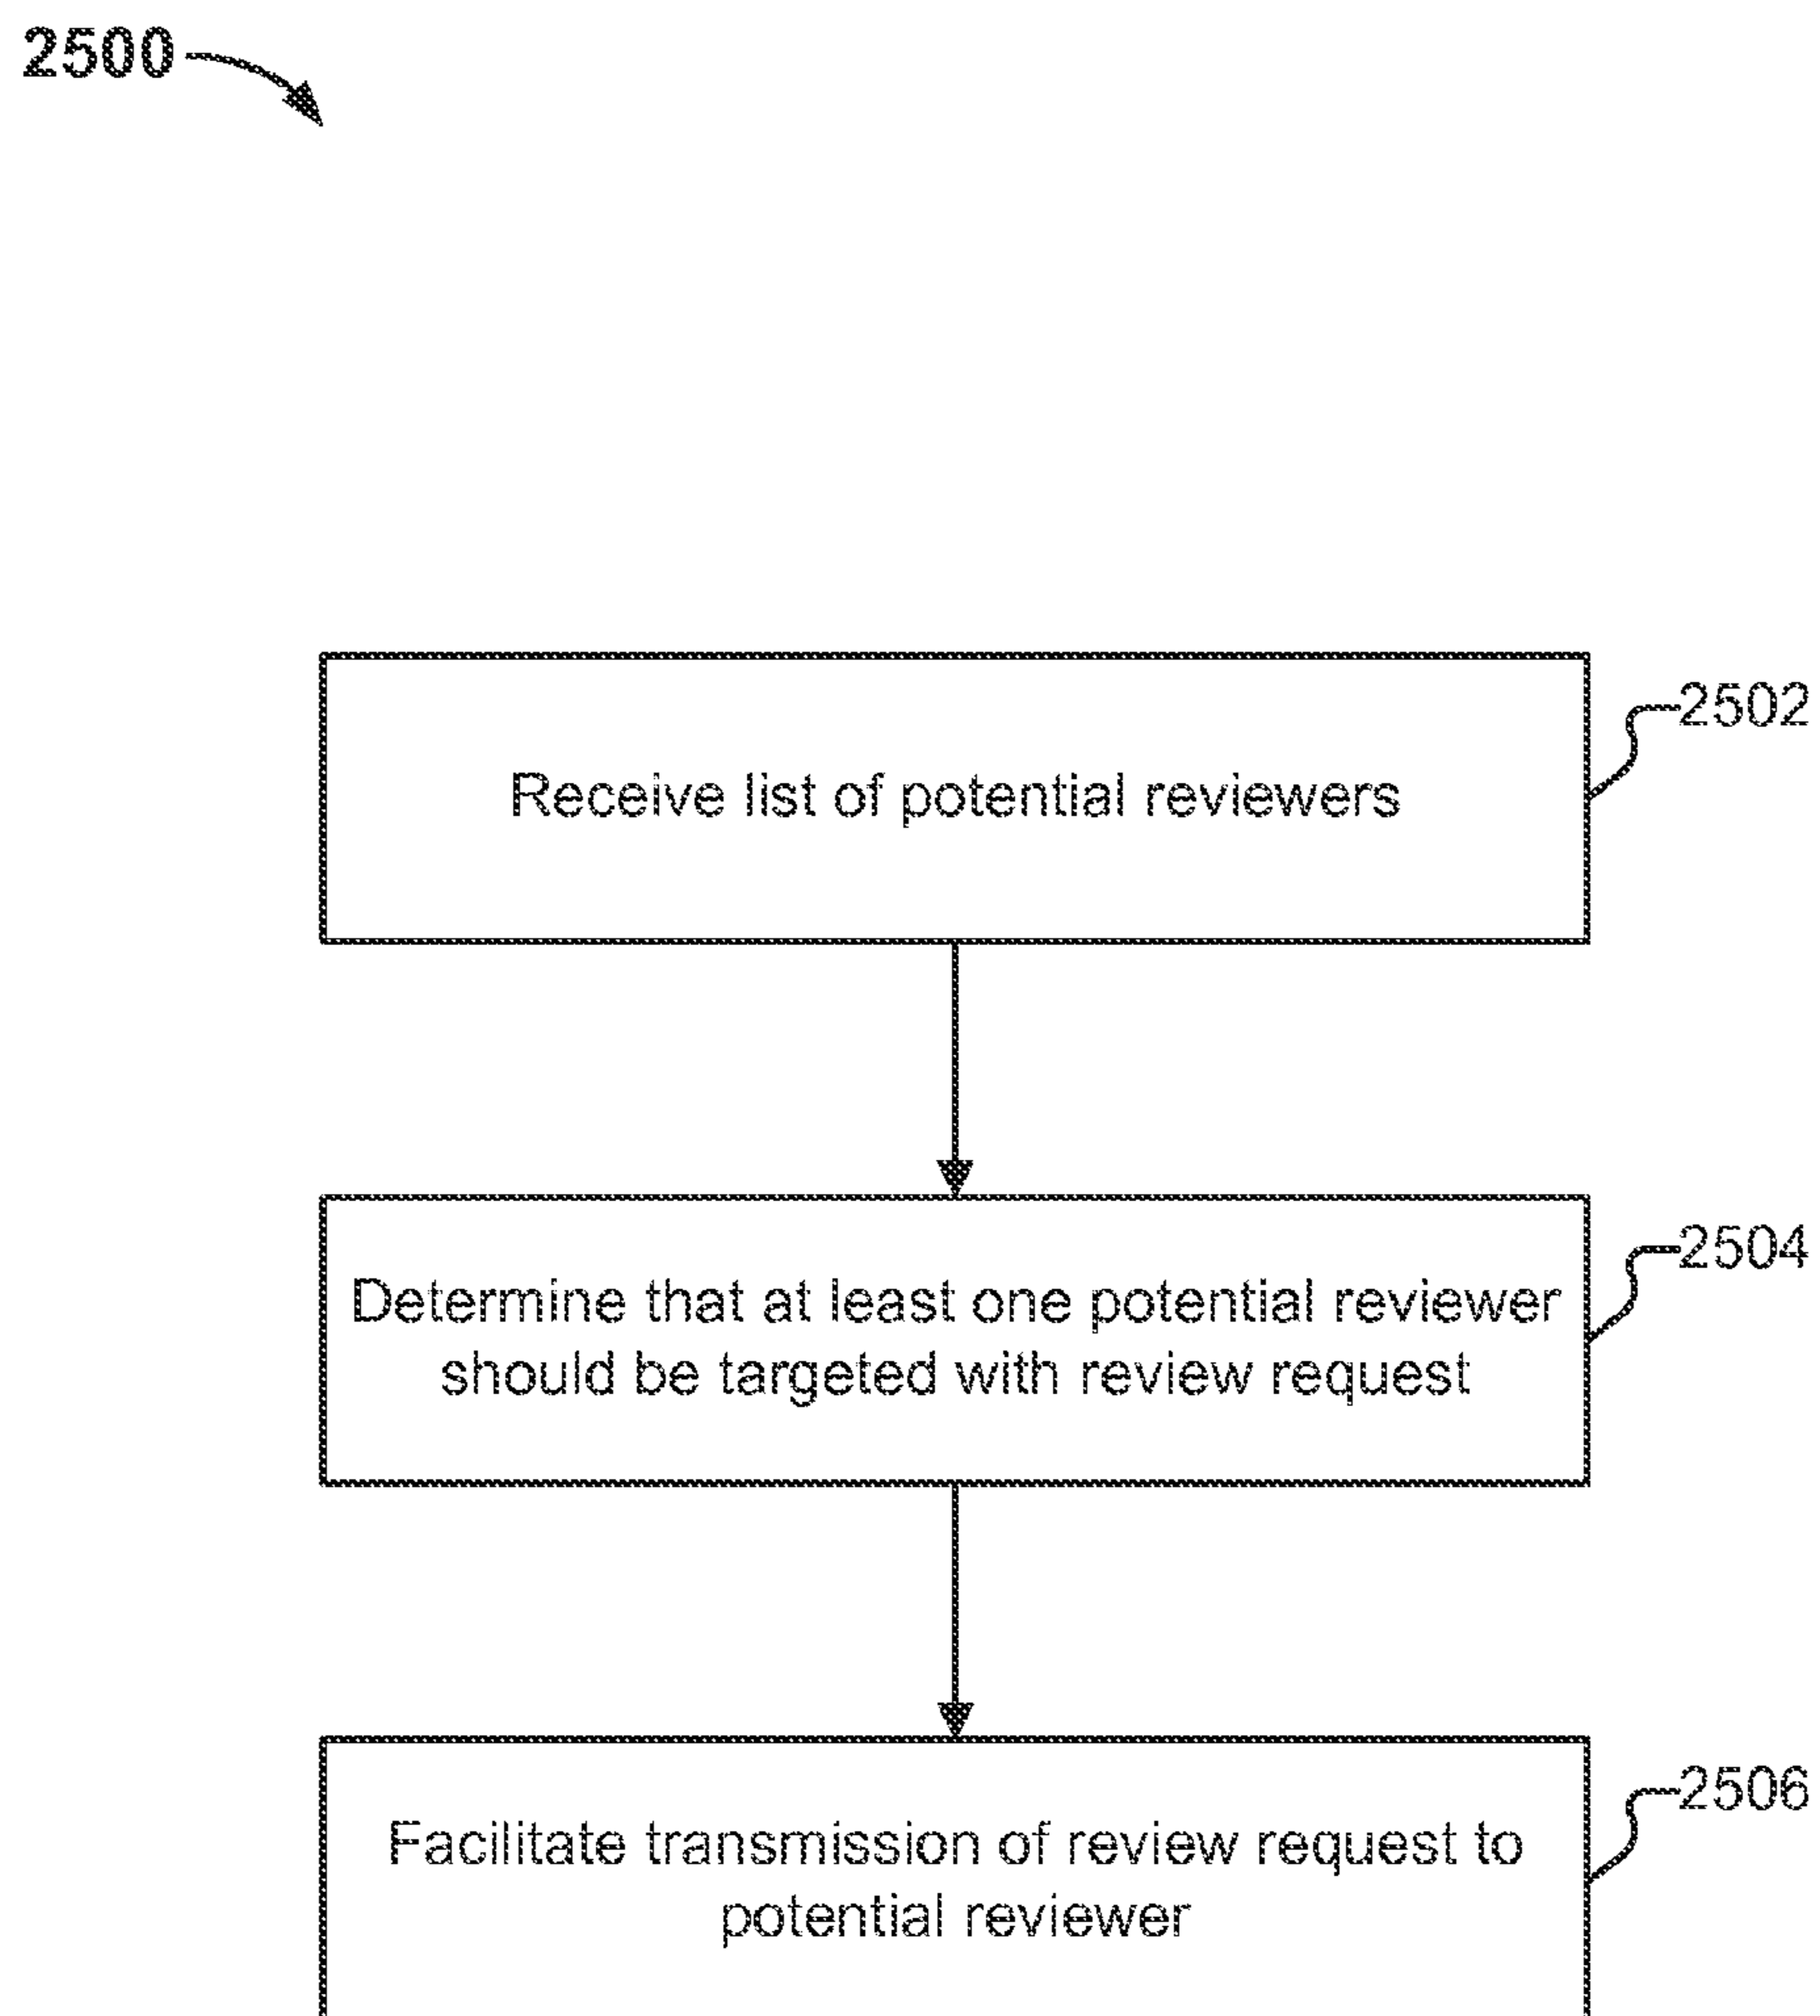 2500
Receive list of potential reviewers
2502
Determine that at least one potential reviewer
should be targeted with review request
2504
Facilitate transmission of review request to
potential reviewer
2506